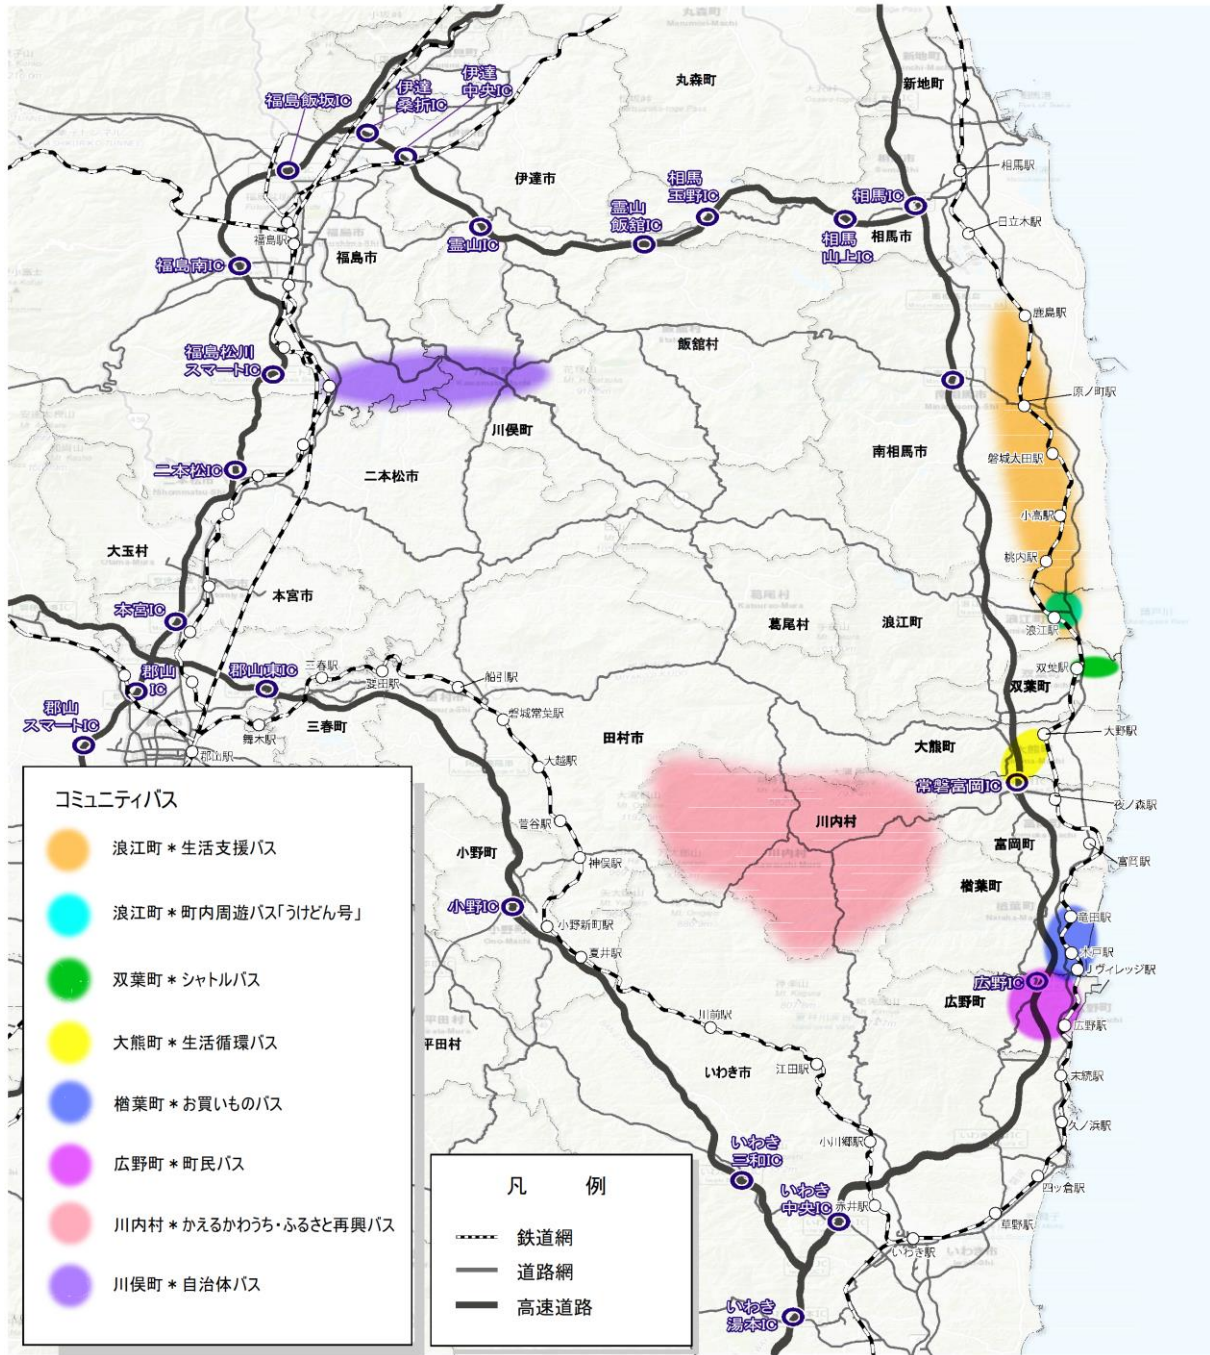 丸森町
新地町
福島飯坂IC
伊達
桑折IC
伊達
中央IC
相馬駅
伊達市
相馬
玉野IC
相馬IC
霊山
飯舘IC
日立木駅
福島駅
福島市
霊山IC
相馬市
相馬
山上IC
福島南IC
鹿島駅
飯舘村
福島松川
スマートIC
原ノ町駅
川俣町
南相馬市
磐城太田駅
二本松IC
二本松市
小高駅
大玉村
桃内駅
本宮市
本宮IC
葛尾村
浪江町
浪江駅
郡山
IC
郡山東IC
三春駅
船引駅
双葉駅
双葉町
郡山
スマートIC
三春町
舞木駅
磐城常葉駅
田村市
大熊町
大野駅
郡山駅
大越駅
常磐富岡IC
夜ノ森駅
菅谷駅
川内村
富岡町
小野町
神俣駅
富岡駅
楢葉町
小野IC
小野新町駅
竜田駅
夏井駅
木戸駅
Jヴィレッジ駅
広野IC
広野町
川前駅
広野駅
平田村
いわき市
江田駅
末続駅
久ノ浜駅
小川郷駅
いわき
三和IC
いわき
中央IC
赤井駅
四ッ倉駅
草野駅
いわき駅
いわき
湯本IC
コミュニティバス
浪江町＊生活支援バス
浪江町＊町内周遊バス「うけどん号」
双葉町＊シャトルバス
大熊町＊生活循環バス
楢葉町＊お買いものバス
広野町＊町民バス
川内村＊かえるかわうち・ふるさと再興バス
川俣町＊自治体バス
凡　例
鉄道網
道路網
高速道路